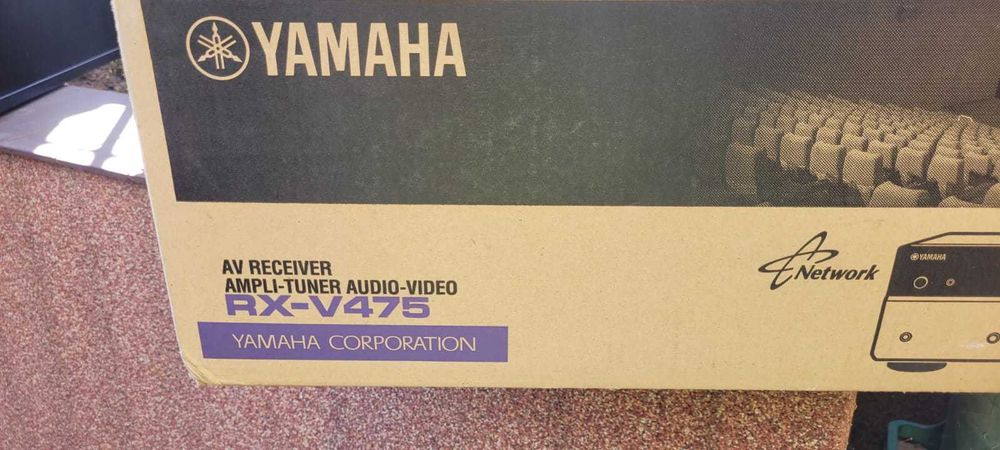 YAMAHA
AV RECEIVER
AMPLI-TUNER AUDIO-VIDEO
RX-V475
YAMAHA CORPORATION
Network
YAMAHA